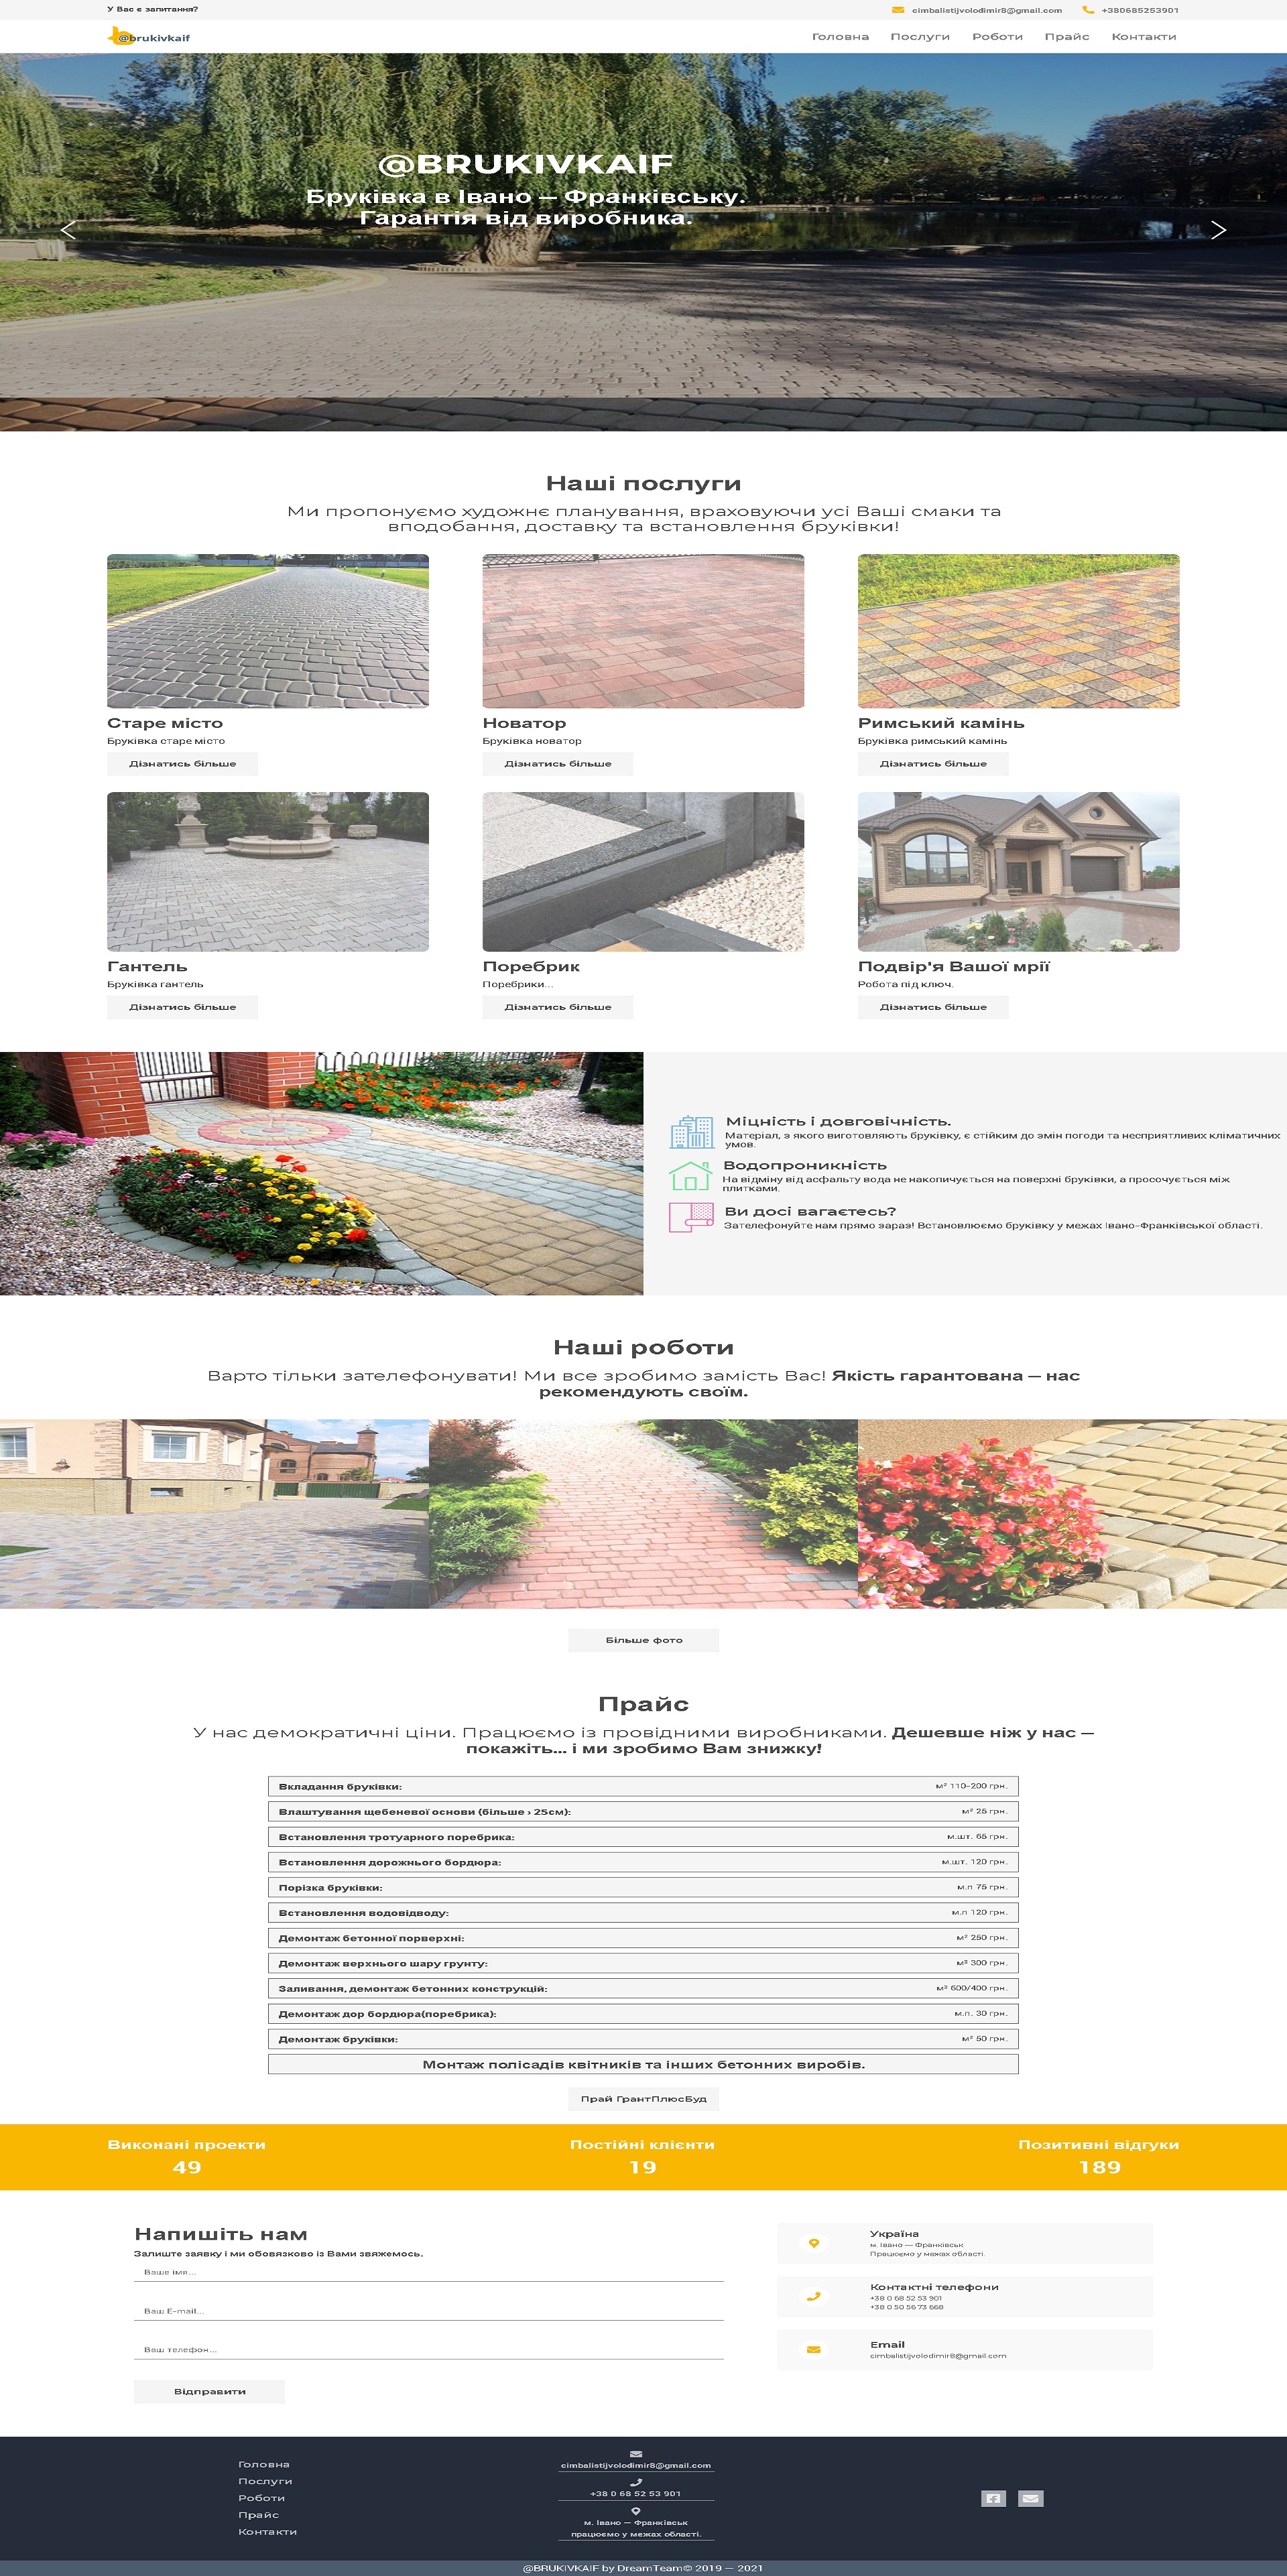 У Вас є запитання?
cimbalistijvolodimir8@gmail.com
+380685253901
@brukivkaif
Головна
Послуги
Роботи
Прайс
Контакти
@BRUKIVKAIF
Бруківка в Івано — Франківську.
Гарантія від виробника.
Наші послуги
Ми пропонуємо художнє планування, враховуючи усі Ваші смаки та
вподобання, доставку та встановлення бруківки!
Старе місто
Бруківка старе місто
Дізнатись більше
Новатор
Бруківка новатор
Дізнатись більше
Римський камінь
Бруківка римський камінь
Дізнатись більше
Гантель
Бруківка гантель
Дізнатись більше
Поребрик
Поребрики...
Дізнатись більше
Подвір'я Вашої мрії
Робота під ключ.
Дізнатись більше
Міцність і довговічність.
Матеріал, з якого виготовляють бруківку, є стійким до змін погоди та несприятливих кліматичних
умов.
Водопроникність
На відміну від асфальту вода не накопичується на поверхні бруківки, а просочується між
плитками.
Ви досі вагаєтесь?
Зателефонуйте нам прямо зараз! Встановлюємо бруківку у межах Івано-Франківської області.
Наші роботи
Варто тільки зателефонувати! Ми все зробимо замість Вас! Якість гарантована — нас
рекомендують своїм.
Більше фото
Прайс
У нас демократичні ціни. Працюємо із провідними виробниками. Дешевше ніж у нас —
покажіть... і ми зробимо Вам знижку!
Вкладання бруківки: м² 110-200 грн.
Влаштування щебеневої основи (більше > 25см): м² 25 грн.
Встановлення тротуарного поребрика: м.шт. 65 грн.
Встановлення дорожнього бордюра: м.шт. 120 грн.
Порізка бруківки: м.п 75 грн.
Встановлення водовідводу: м.п 120 грн.
Демонтаж бетонної порверхні: м² 250 грн.
Демонтаж верхнього шару грунту: м³ 300 грн.
Заливання, демонтаж бетонних конструкцій: м³ 600/400 грн.
Демонтаж дор бордюра(поребрика): м.п. 30 грн.
Демонтаж бруківки: м² 50 грн.
Монтаж полісадів квітників та інших бетонних виробів.
Прай ГрантПлюсБуд
Виконані проекти
49
Постійні клієнти
19
Позитивні відгуки
189
Напишіть нам
Залиште заявку і ми обовязково із Вами звяжемось.
Ваше імя...
Ваш E-mail...
Ваш телефон...
Відправити
Україна
м. Івано — Франківськ
Працюємо у межах області.
Контактні телефони
+38 0 68 52 53 901
+38 0 50 56 73 668
Email
cimbalistijvolodimir8@gmail.com
Головна
Послуги
Роботи
Прайс
Контакти
cimbalistijvolodimir8@gmail.com
+38 0 68 52 53 901
м. Івано — Франківськ
працюємо у межах області.
@BRUKIVKAIF by DreamTeam© 2019 — 2021